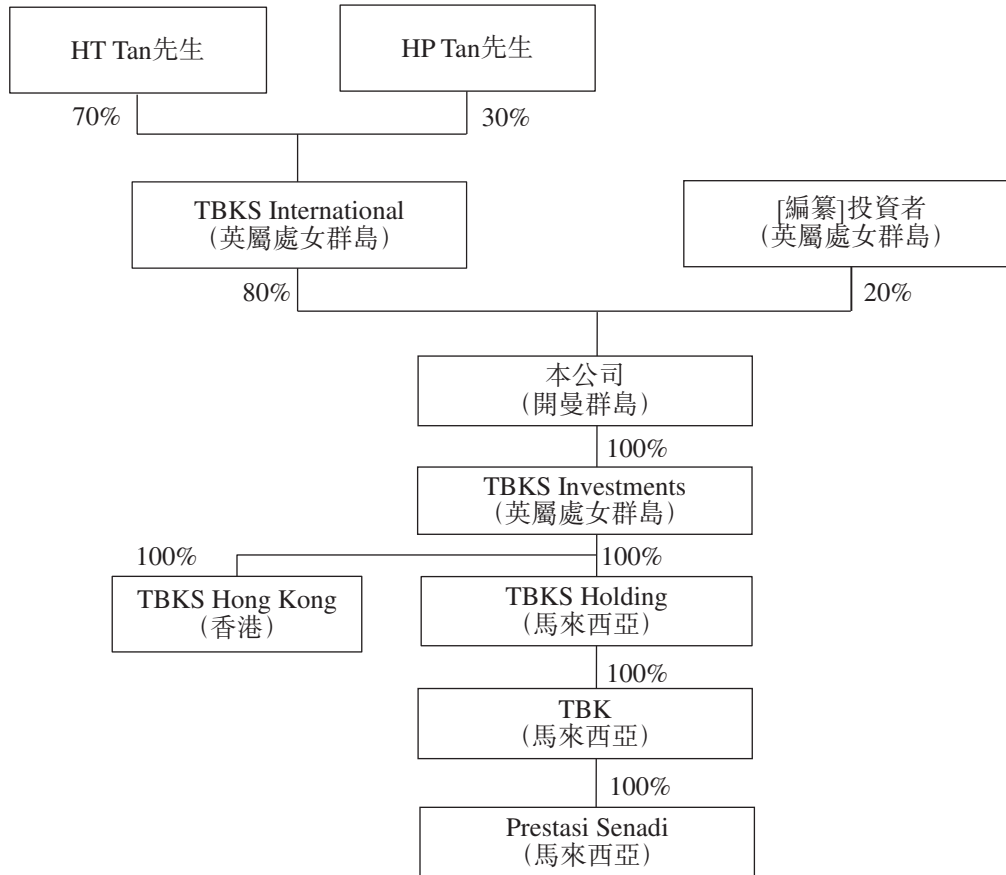 HT Tan先生
HP Tan先生
70%
30%
TBKS International
（英屬處女群島）
[編纂]投資者
（英屬處女群島）
80%
20%
本公司
（開曼群島）
100%
TBKS Investments
（英屬處女群島）
100%
100%
TBKS Hong Kong
（香港）
TBKS Holding
（馬來西亞）
100%
TBK
（馬來西亞）
100%
Prestasi Senadi
（馬來西亞）